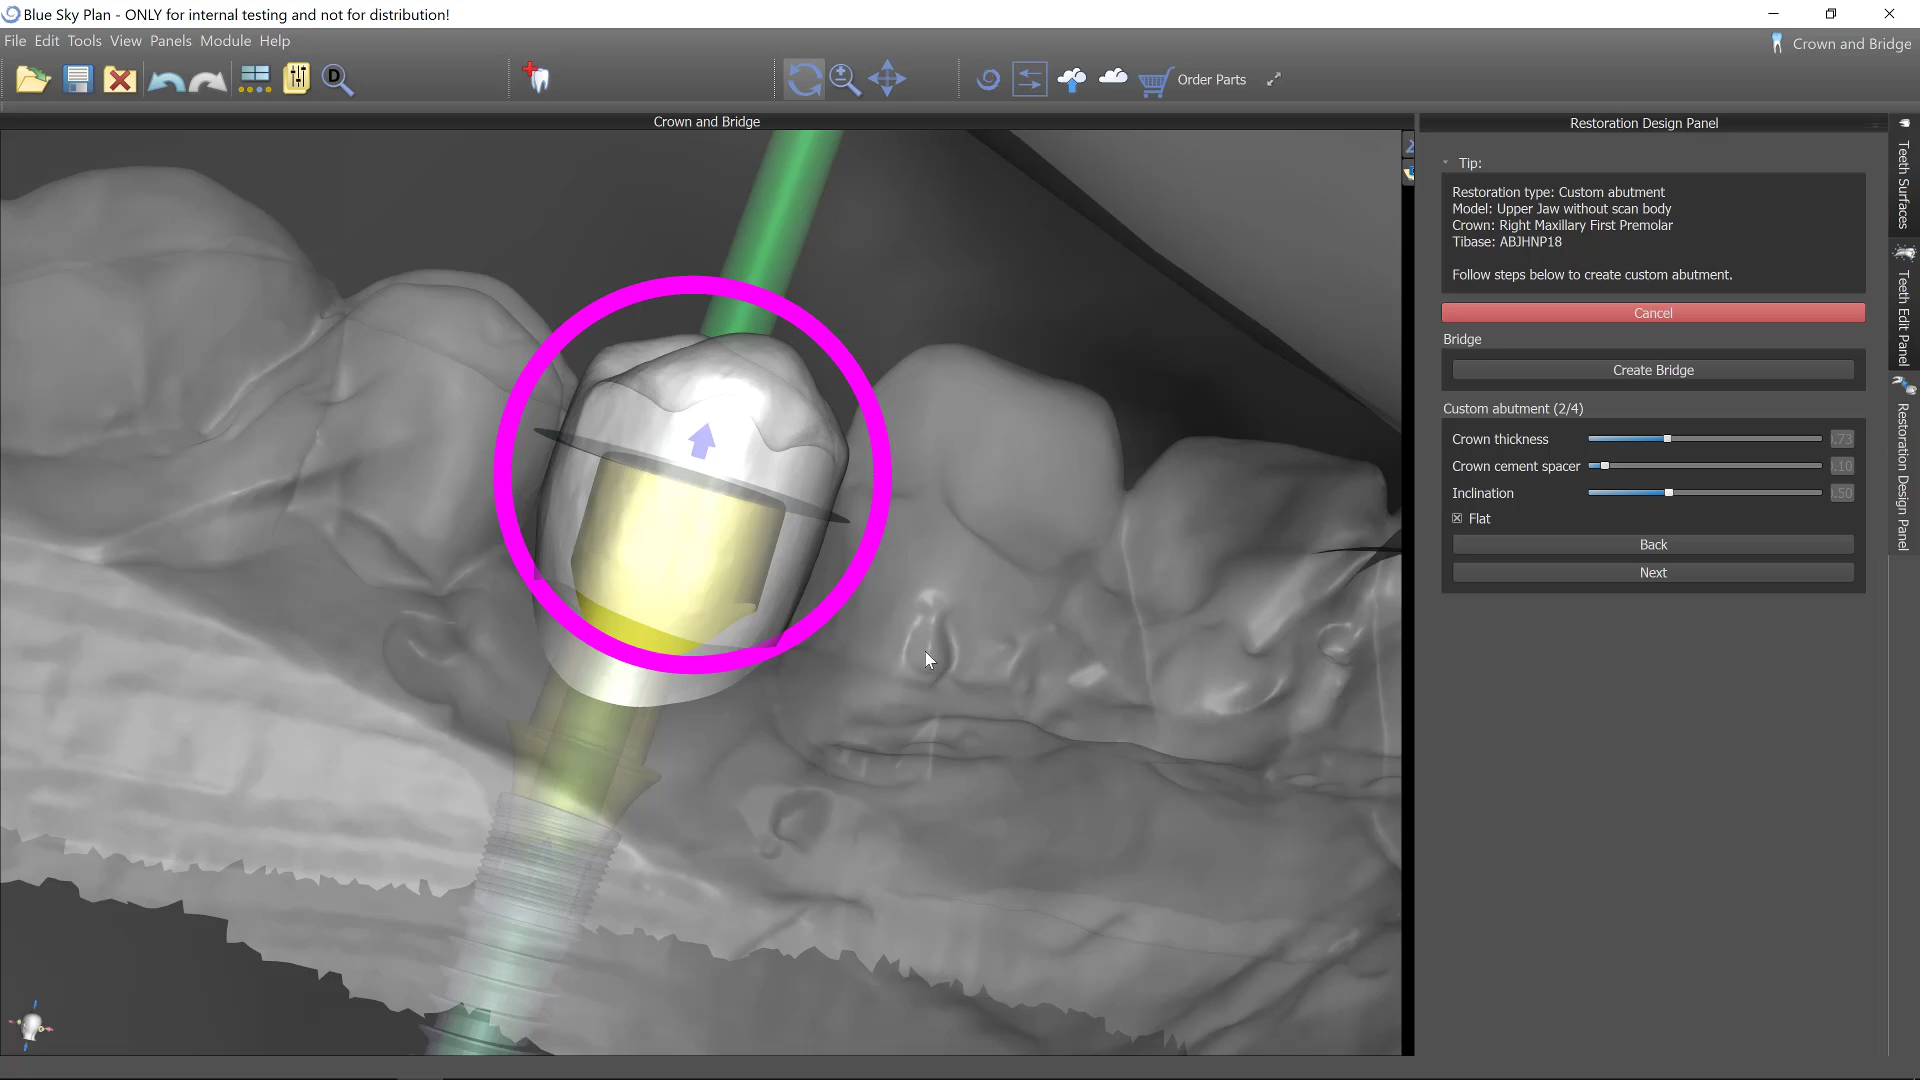 Blue Sky Plan - ONLY for internal testing and not for distribution!
File Edit Tools View Panels Module Help
Crown and Bridge
D
Order Parts
Crown and Bridge
Restoration Design Panel
Tip:
Restoration type: Custom abutment
Model: Upper Jaw without scan body
Crown: Right Maxillary First Premolar
Tibase: ABJHNP18
Follow steps below to create custom abutment.
Cancel
Bridge
Create Bridge
Custom abutment (2/4)
Crown thickness
Crown cement spacer
Inclination
Flat
Back
Next
Teeth Surfaces
Teeth Edit Panel
Restoration Design Panel